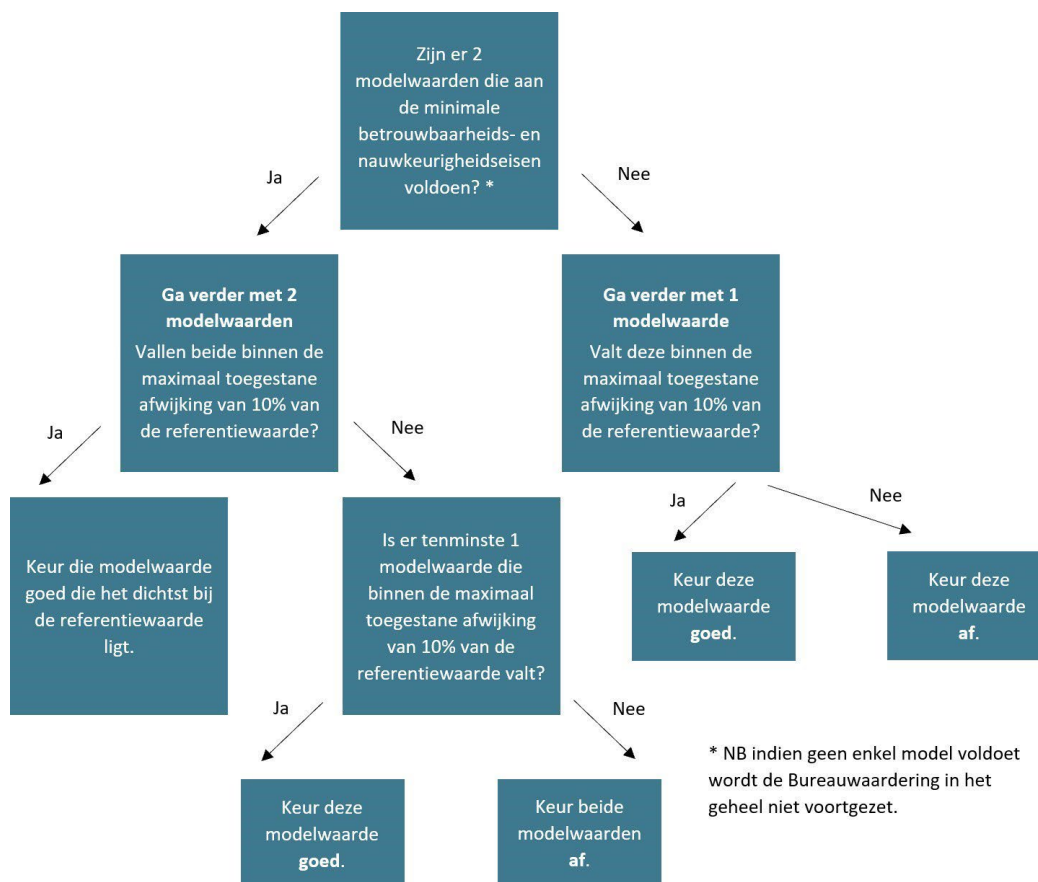 Zijn er 2
modelwaarden die aan
de minimale
betrouwbaarheids- en
nauwkeurigheidseisen
voldoen? *
Ja
Nee
Ga verder met 2
modelwaarden
Vallen beide binnen de
maximaal toegestane
afwijking van 10% van
de referentiewaarde?
Ga verder met 1
modelwaarde
Valt deze binnen de
maximaal toegestane
afwijking van 10% van
de referentiewaarde?
Ja
Nee
Ja
Nee
Keur die modelwaarde
goed die het dichtst bij
de referentiewaarde
ligt.
Is er tenminste 1
modelwaarde die
binnen de maximaal
toegestane afwijking
van 10% van de
referentiewaarde valt?
Keur deze
modelwaarde
goed.
Keur deze
modelwaarde
af.
Ja
Nee
Keur deze
modelwaarde
goed.
Keur beide
modelwaarden
af.
* NB indien geen enkel model voldoet
wordt de Bureauwaardering in het
geheel niet voortgezet.